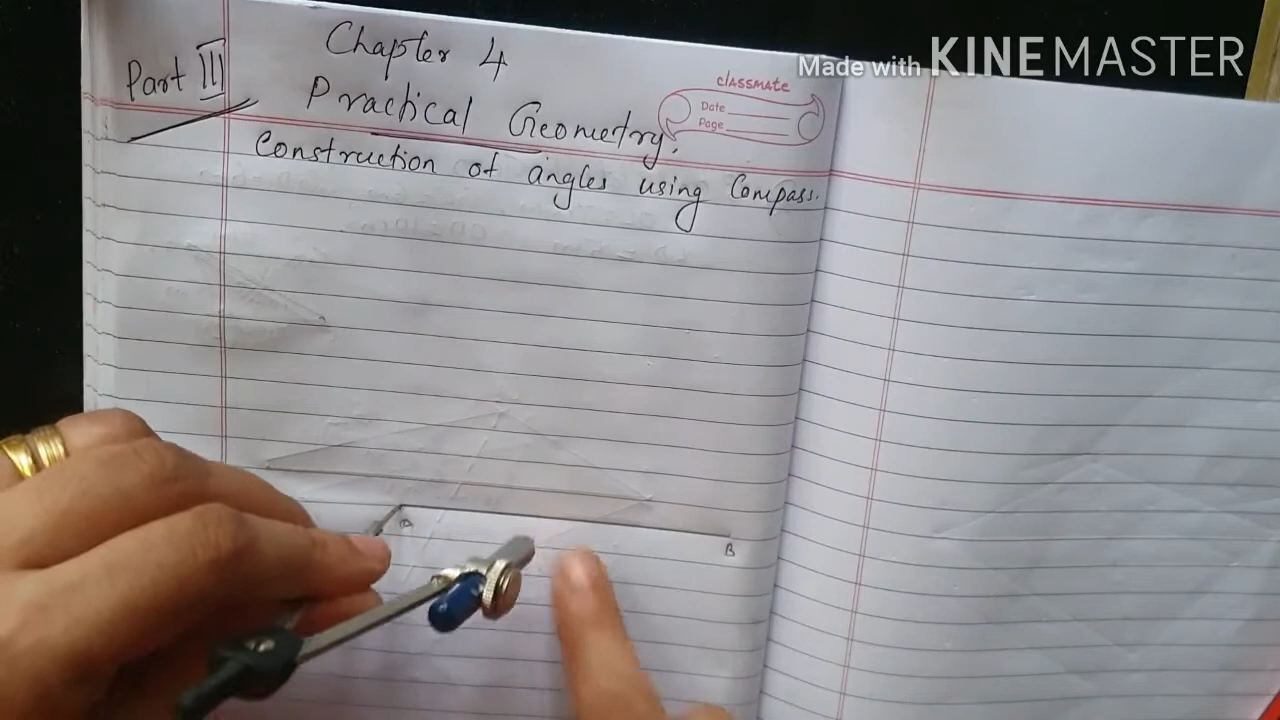 Made with KINEMASTER
Chapter 4
Part III
Practical Geometry.
classmate
Date
Page
Construction of angles using Compass.
B